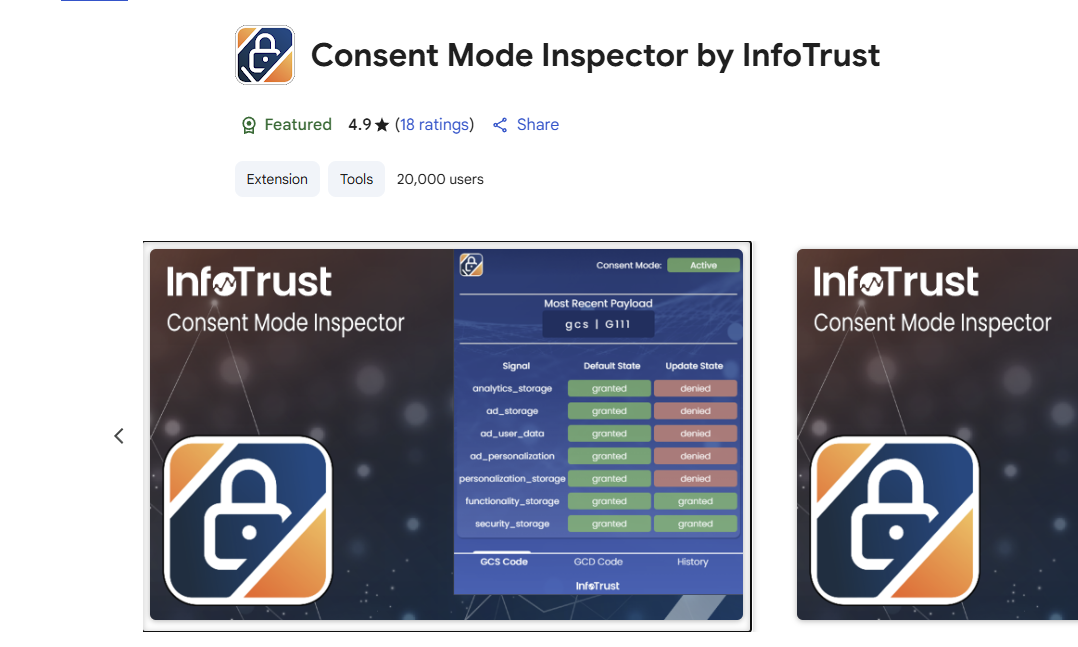 Consent Mode Inspector by InfoTrust
Featured 4.9★ (18 ratings) Share
Extension Tools 20,000 users
InfoTrust
Consent Mode Inspector
Consent Mode: Active
Most Recent Payload
gcs | G111
Signal Default State Update State
analytics_storage granted denied
ad_storage granted denied
ad_user_data granted denied
ad_personalization granted denied
personalization_storage granted denied
functionality_storage granted granted
security_storage granted granted
GCS Code GCD Code History
InfoTrust
InfoTrust
Consent Mode Inspector